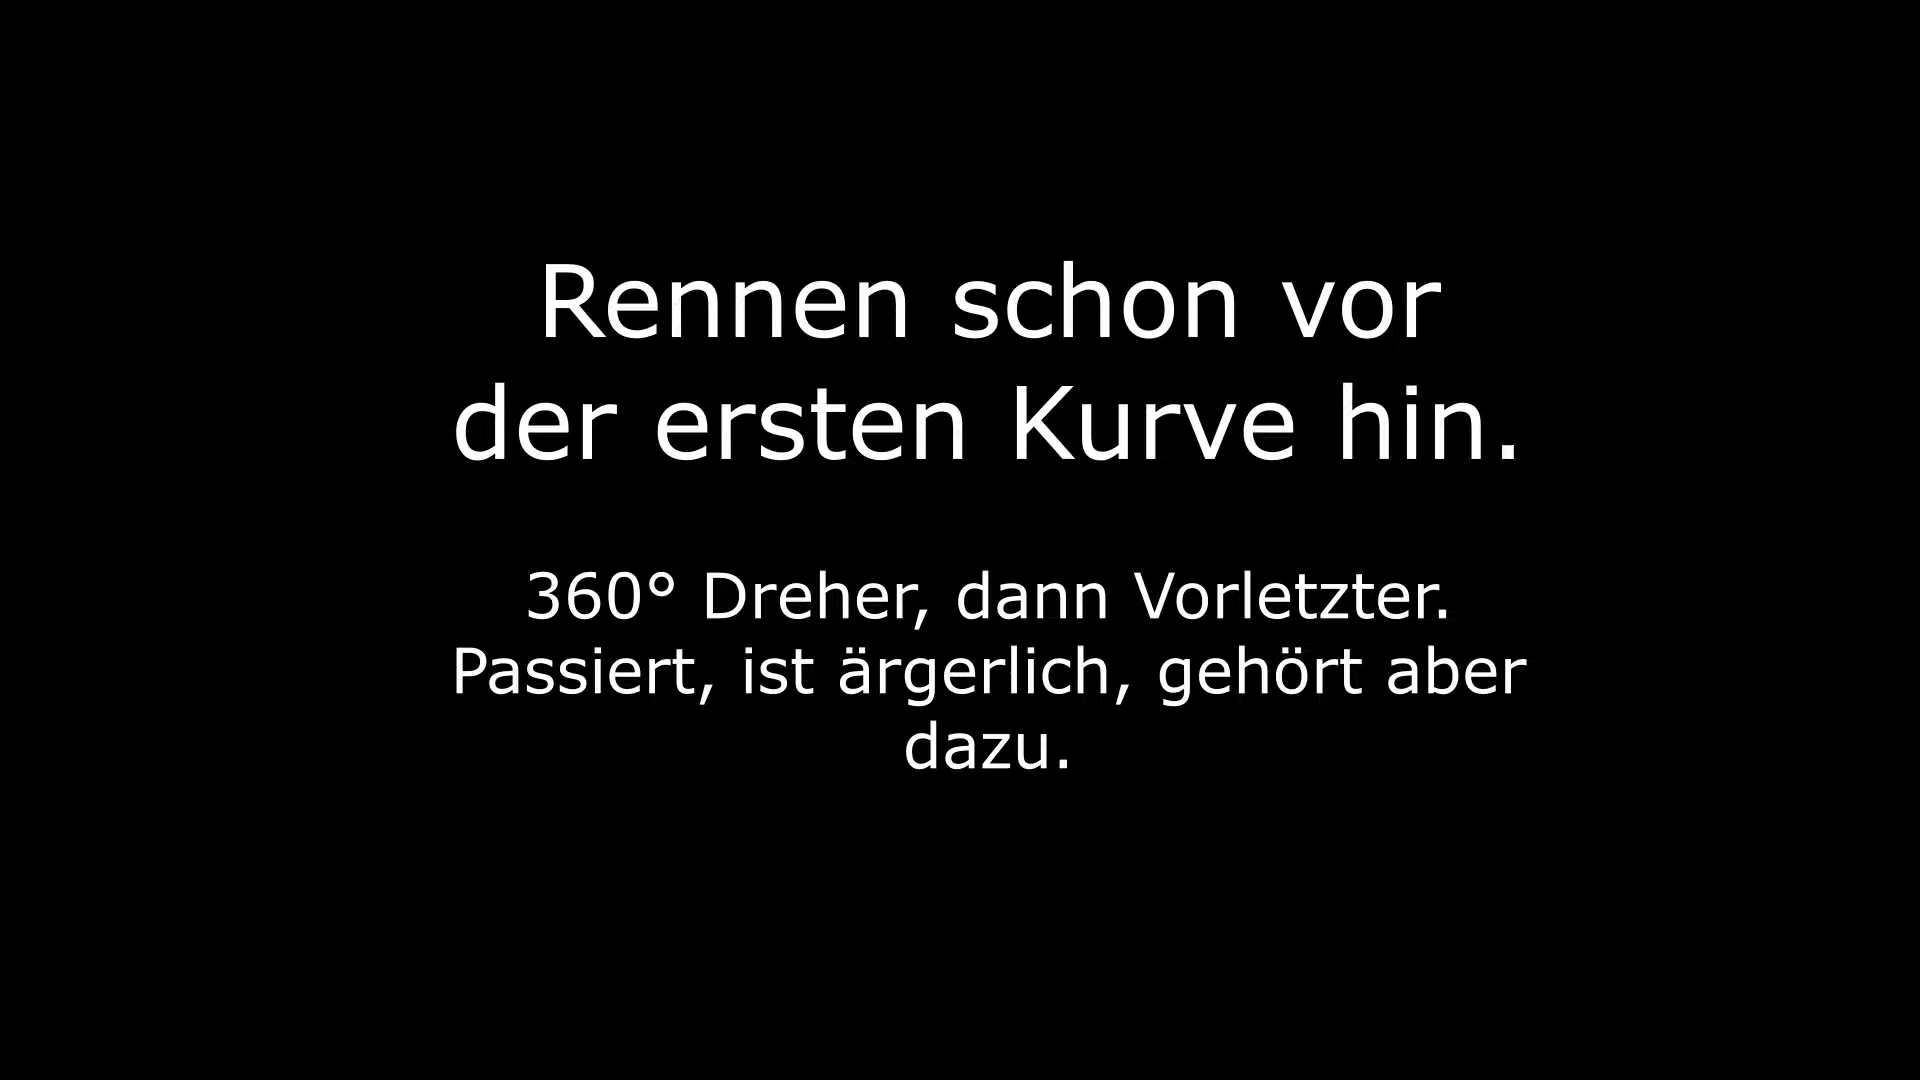 Rennen schon vor
der ersten Kurve hin.
360° Dreher, dann Vorletzter.
Passiert, ist ärgerlich, gehört aber
dazu.